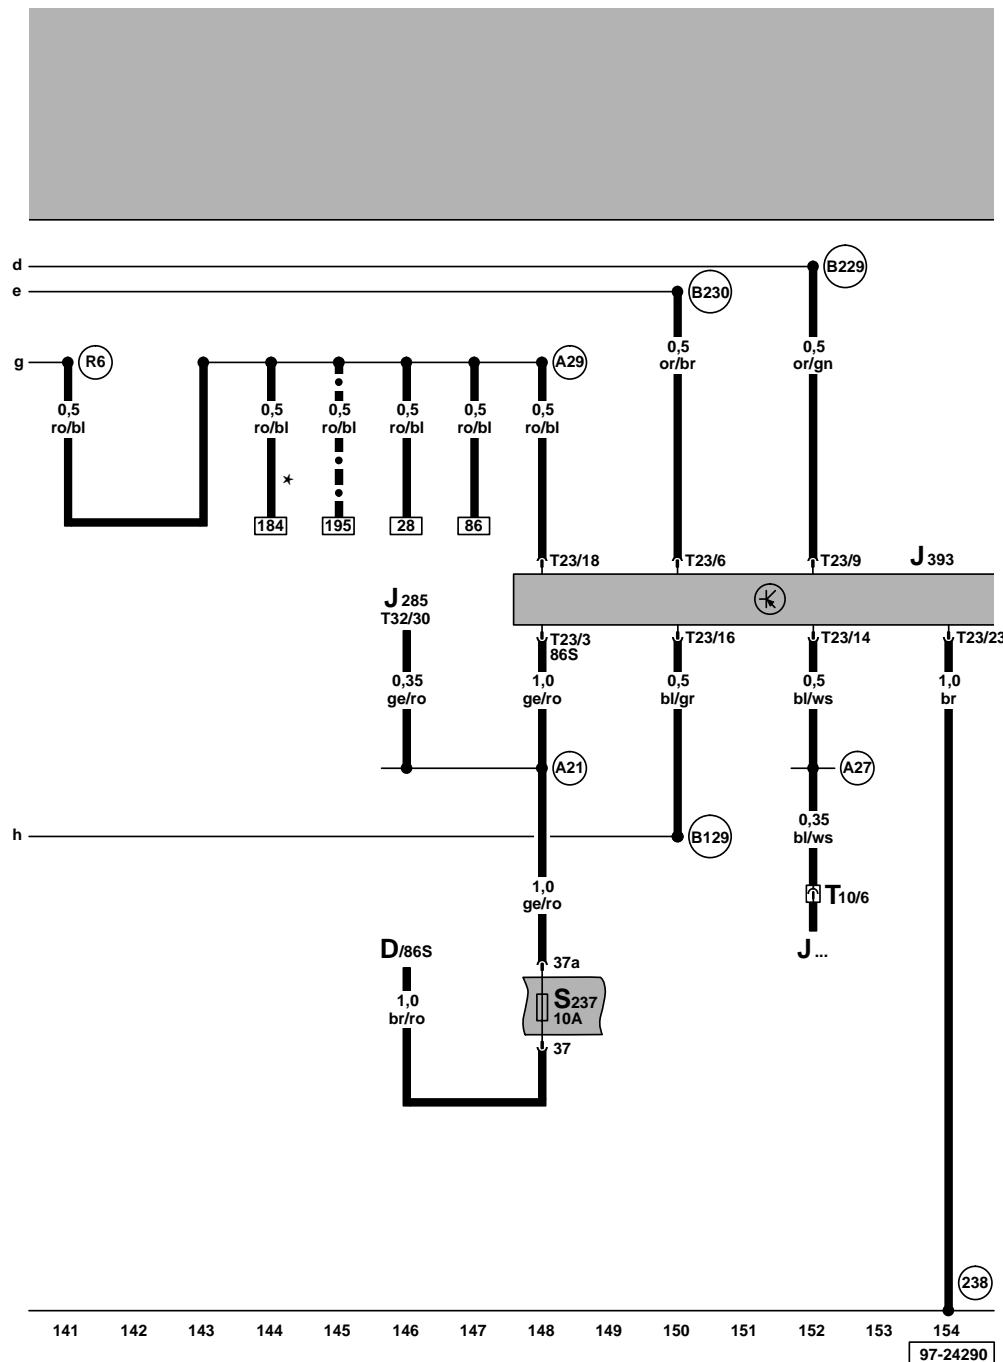 d
B229
e
B230
0,5
or/br
0,5
or/gn
g
R6
A29
0,5
ro/bl
0,5
ro/bl
0,5
ro/bl
0,5
ro/bl
0,5
ro/bl
0,5
ro/bl
*
184
195
28
86
T23/18
T23/6
T23/9
J 393
J 285
T32/30
T23/3
86S
T23/16
T23/14
T23/23
0,35
ge/ro
1,0
ge/ro
0,5
bl/gr
0,5
bl/ws
1,0
br
A21
A27
h
B129
0,35
bl/ws
1,0
ge/ro
T10/6
D/86S
37a
J ...
1,0
br/ro
S237
10A
37
238
141 142 143 144 145 146 147 148 149 150 151 152 153 154
97-24290